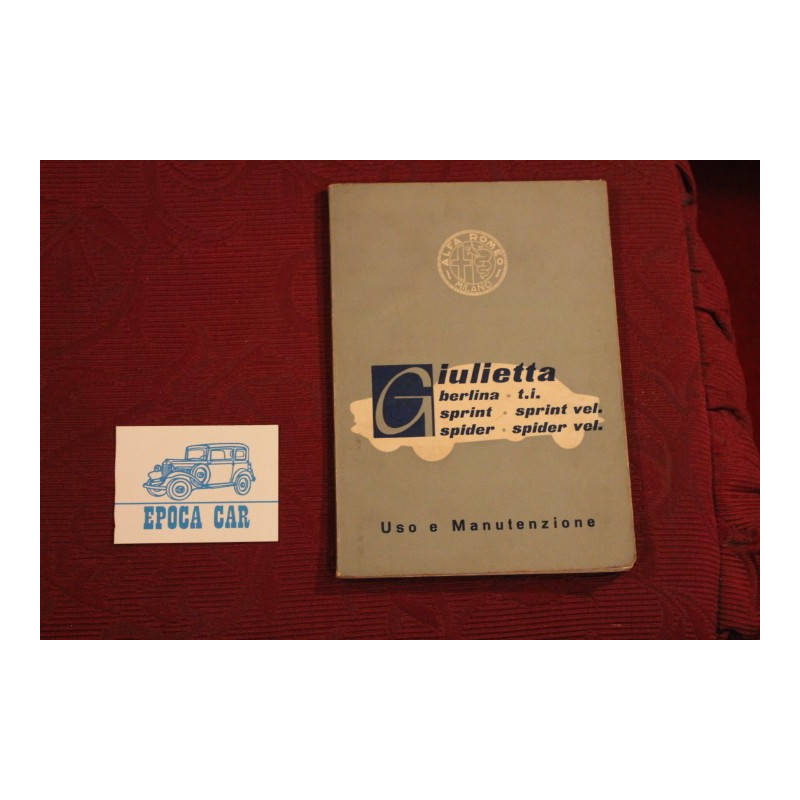 ALFA ROMEO
MILANO
Giulietta
berlina · t.i.
sprint · sprint vel.
spider · spider vel.
Uso e Manutenzione
EPOCA CAR